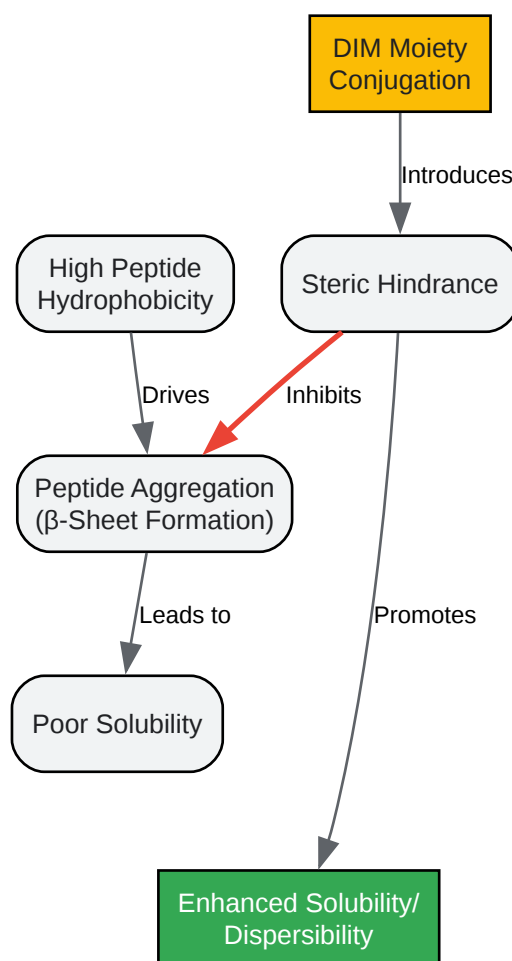 DIM Moiety
Conjugation
Introduces
High Peptide
Hydrophobicity
Steric Hindrance
Drives
Inhibits
Peptide Aggregation
(β-Sheet Formation)
Leads to
Promotes
Poor Solubility
Enhanced Solubility/
Dispersibility